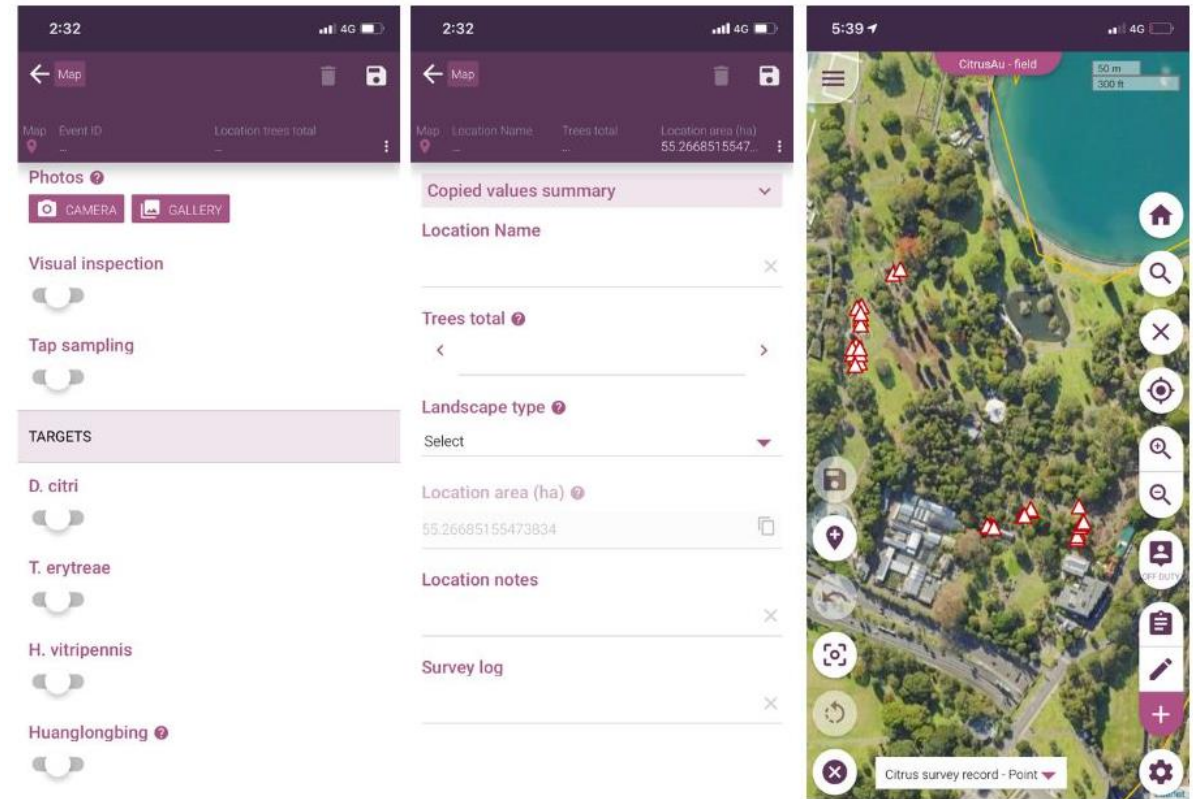 2:32
4G
Map
Map Event ID Location trees total
-- --
Photos
CAMERA GALLERY
Visual inspection
Tap sampling
TARGETS
D. citri
T. erytreae
H. vitripennis
Huanglongbing
2:32
4G
Map
Map Location Name Trees total Location area (ha)
-- -- 55.2668515547...
Copied values summary
Location Name
Trees total
Landscape type
Select
Location area (ha)
55.26685155473834
Location notes
Survey log
5:39
4G
CitrusAu - field
50 m
300 ft
OFF DUTY
Citrus survey record - Point
Leaflet